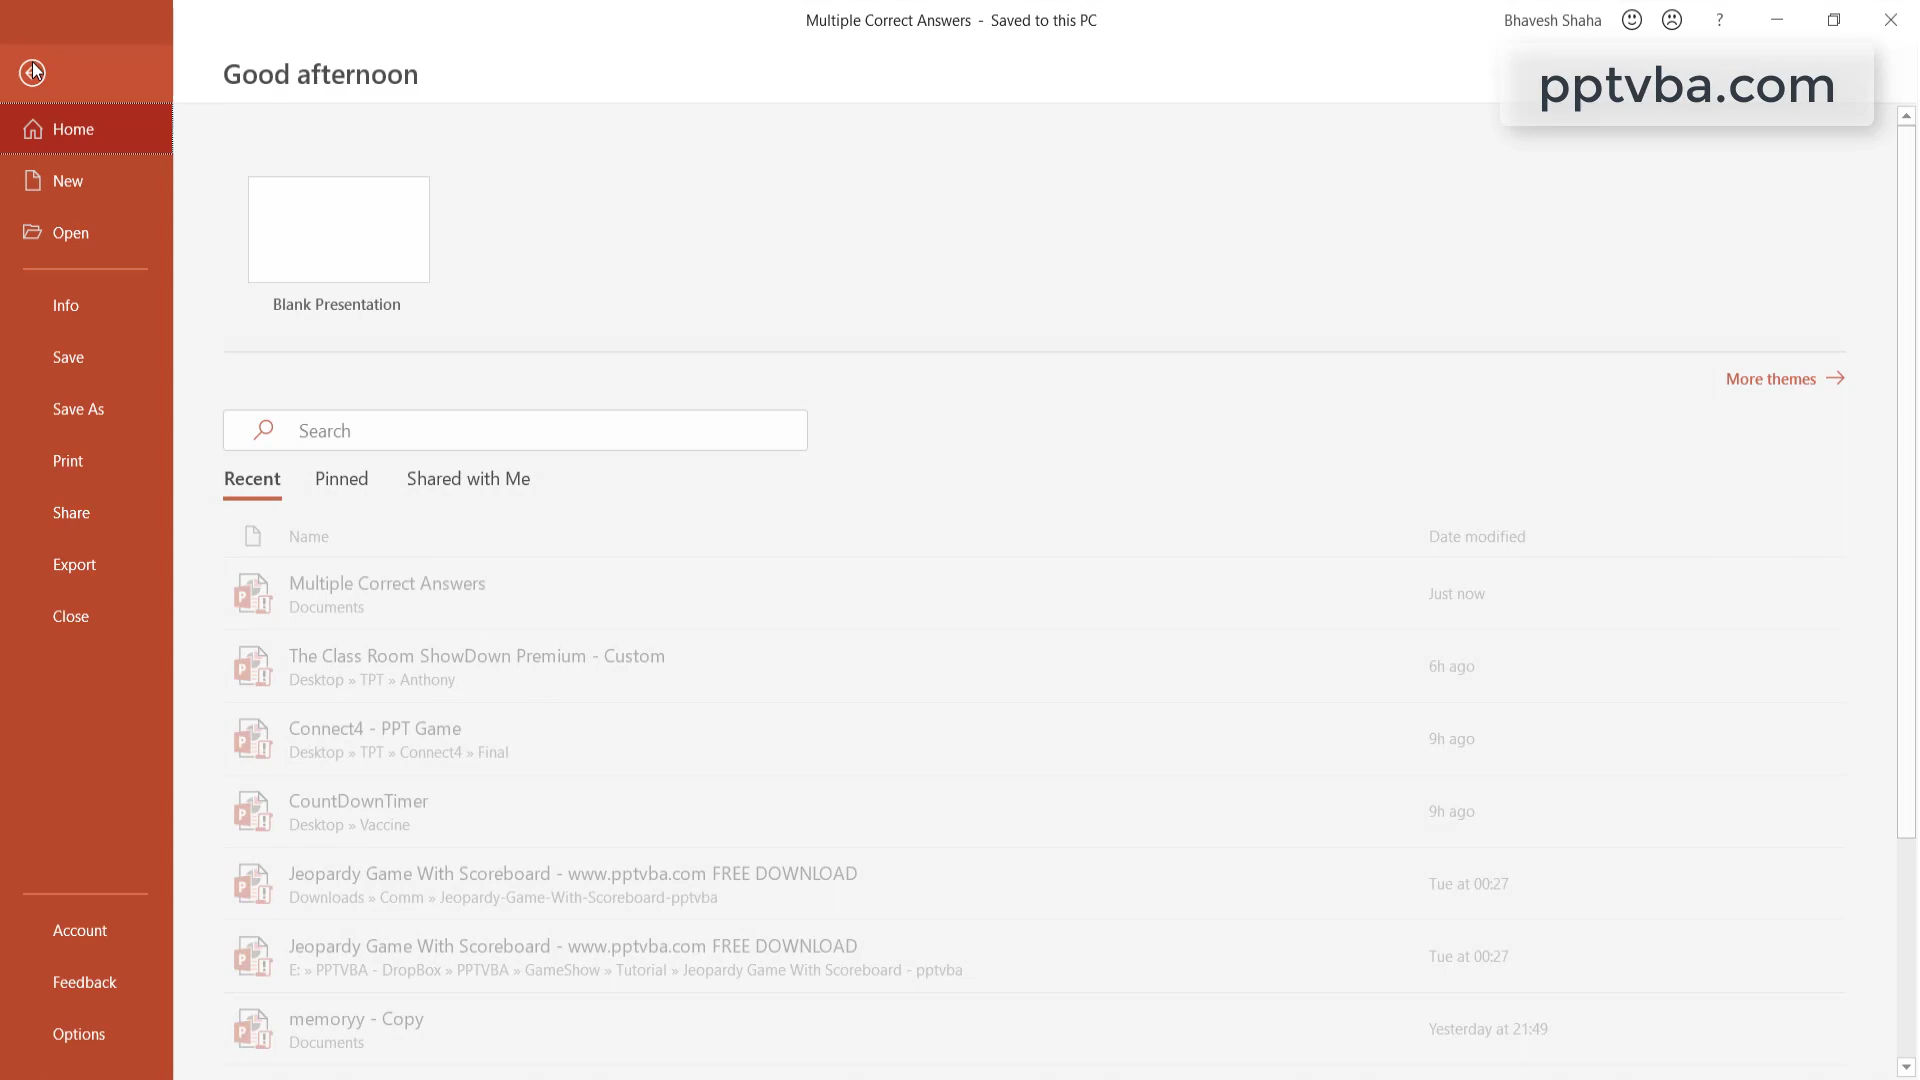 Multiple Correct Answers - Saved to this PC
Bhavesh Shaha
?
pptvba.com
Good afternoon
Home
New
Open
Info
Save
Save As
Print
Share
Export
Close
Account
Feedback
Options
Blank Presentation
More themes
Search
Recent Pinned Shared with Me
Name Date modified
Multiple Correct Answers
Documents
Just now
The Class Room ShowDown Premium - Custom
Desktop » TPT » Anthony
6h ago
Connect4 - PPT Game
Desktop » TPT » Connect4 » Final
9h ago
CountDownTimer
Desktop » Vaccine
9h ago
Jeopardy Game With Scoreboard - www.pptvba.com FREE DOWNLOAD
Downloads » Comm » Jeopardy-Game-With-Scoreboard-pptvba
Tue at 00:27
Jeopardy Game With Scoreboard - www.pptvba.com FREE DOWNLOAD
E: » PPTVBA - DropBox » PPTVBA » GameShow » Tutorial » Jeopardy Game With Scoreboard - pptvba
Tue at 00:27
memoryy - Copy
Documents
Yesterday at 21:49